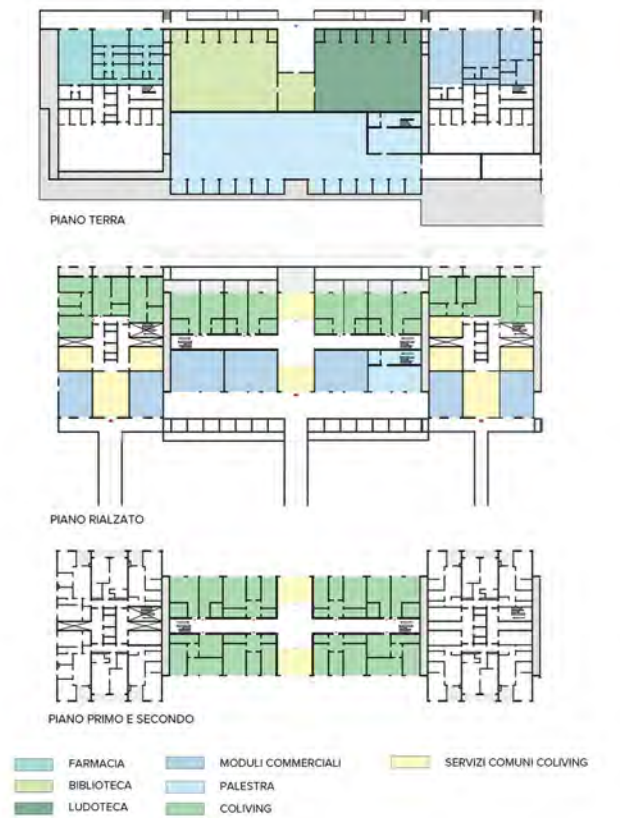 PIANO TERRA
PIANO RIALZATO
PIANO PRIMO E SECONDO
FARMACIA
MODULI COMMERCIALI
SERVIZI COMUNI COLIVING
BIBLIOTECA
PALESTRA
LUDOTECA
COLIVING